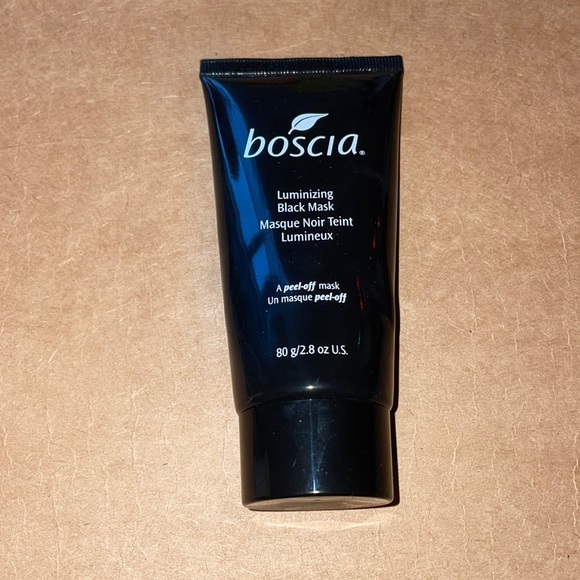 boscia®
Luminizing
Black Mask
Masque Noir Teint
Lumineux
A peel-off mask
Un masque peel-off
80 g/2.8 oz U.S.